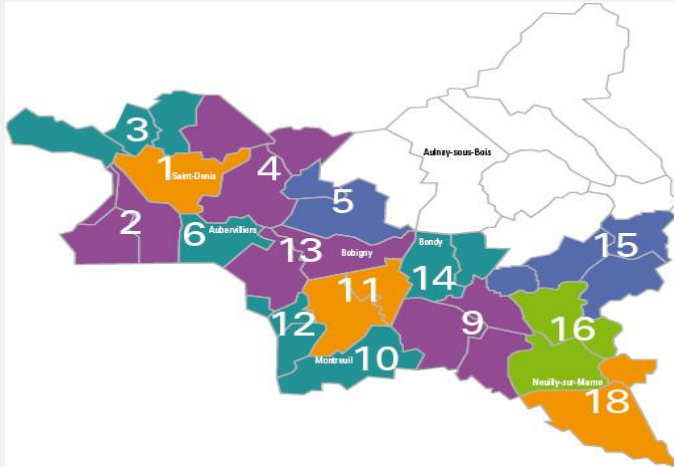 3
Aulnay-sous-Bois
1
Saint-Denis
4
5
2
6
Aubervilliers
13
Bobigny
Bondy
15
14
11
12
9
16
10
Montreuil
Neuilly-sur-Marne
18